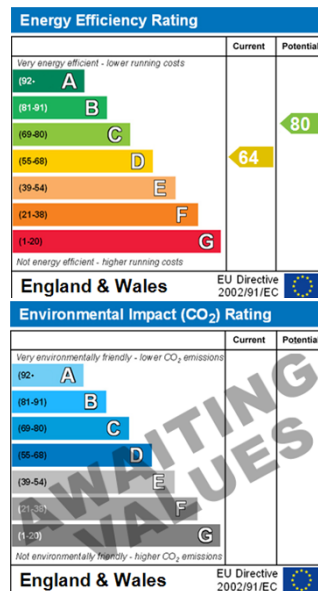 Energy Efficiency Rating
Current Potential
Very energy efficient - lower running costs
(92- A
(81-91) B
(69-80) C
(55-68) D
(39-54) E
(21-38) F
(1-20) G
64
80
Not energy efficient - higher running costs
England & Wales
EU Directive
2002/91/EC
Environmental Impact (CO2) Rating
Current Potential
Very environmentally friendly - lower CO2 emissions
(92- A
(81-91) B
(69-80) C
(55-68) D
(39-54) E
(21-38) F
(1-20) G
AWAITING
VALUES
Not environmentally friendly - higher CO2 emissions
England & Wales
EU Directive
2002/91/EC